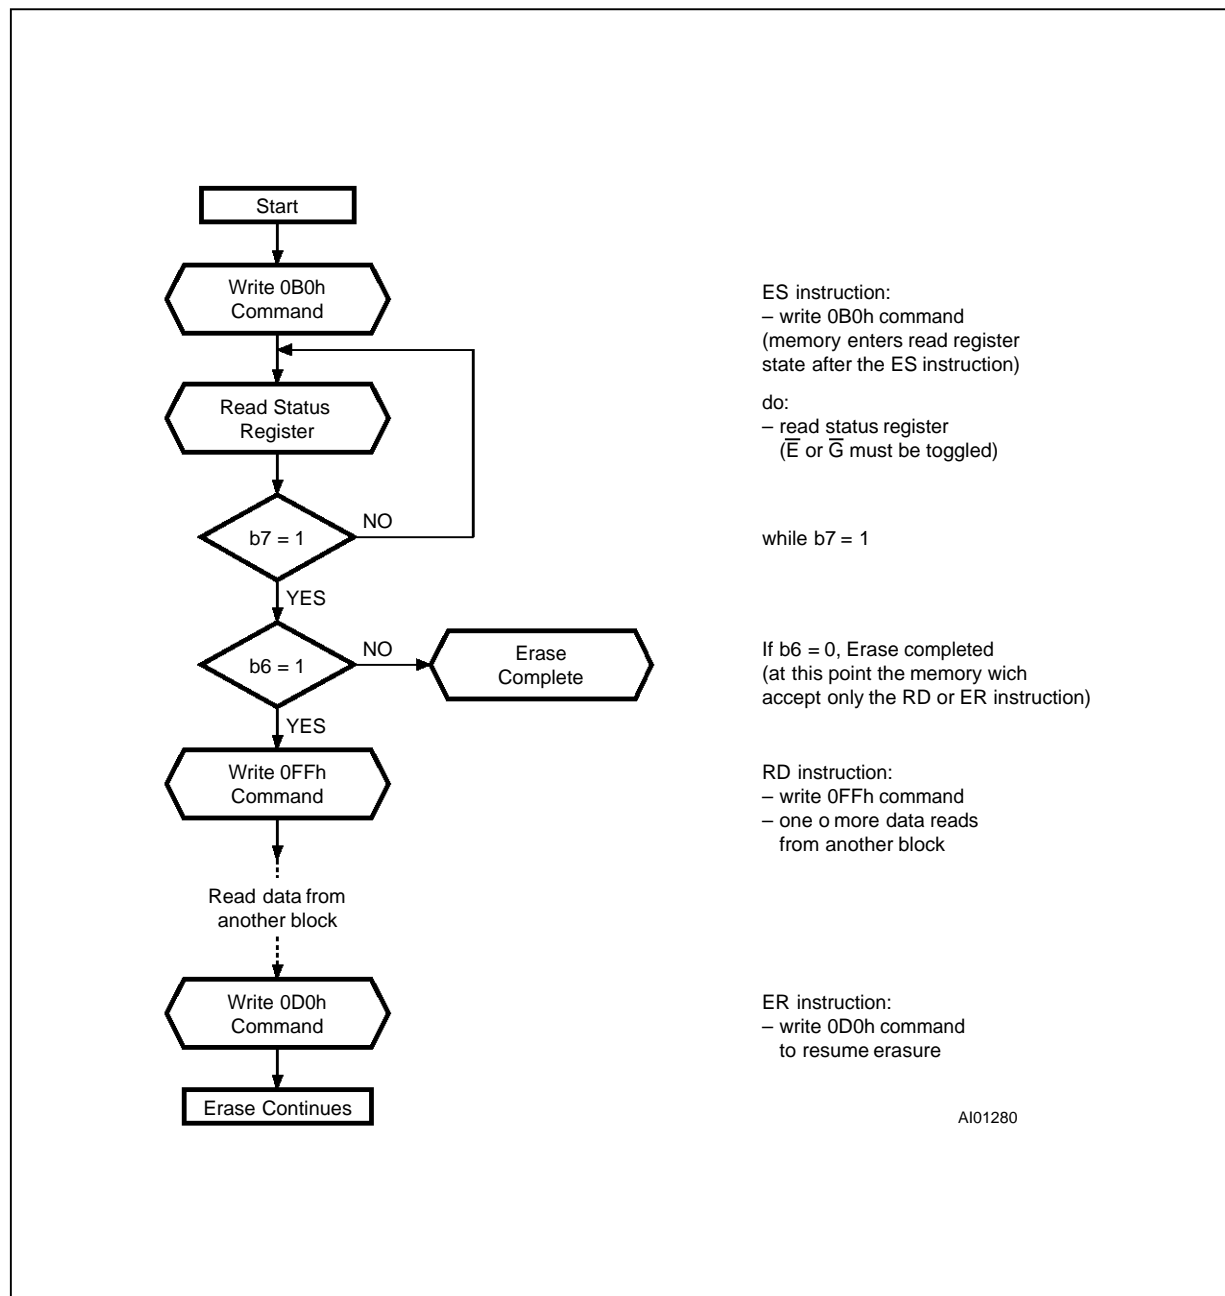 Start
Write 0B0h
Command
ES instruction:
– write 0B0h command
(memory enters read register
state after the ES instruction)
Read Status
Register
do:
– read status register
(E̅ or G̅ must be toggled)
b7 = 1
NO
while b7 = 1
YES
b6 = 1
NO
Erase
Complete
If b6 = 0, Erase completed
(at this point the memory wich
accept only the RD or ER instruction)
YES
Write 0FFh
Command
RD instruction:
– write 0FFh command
– one o more data reads
from another block
Read data from
another block
Write 0D0h
Command
ER instruction:
– write 0D0h command
to resume erasure
Erase Continues
AI01280